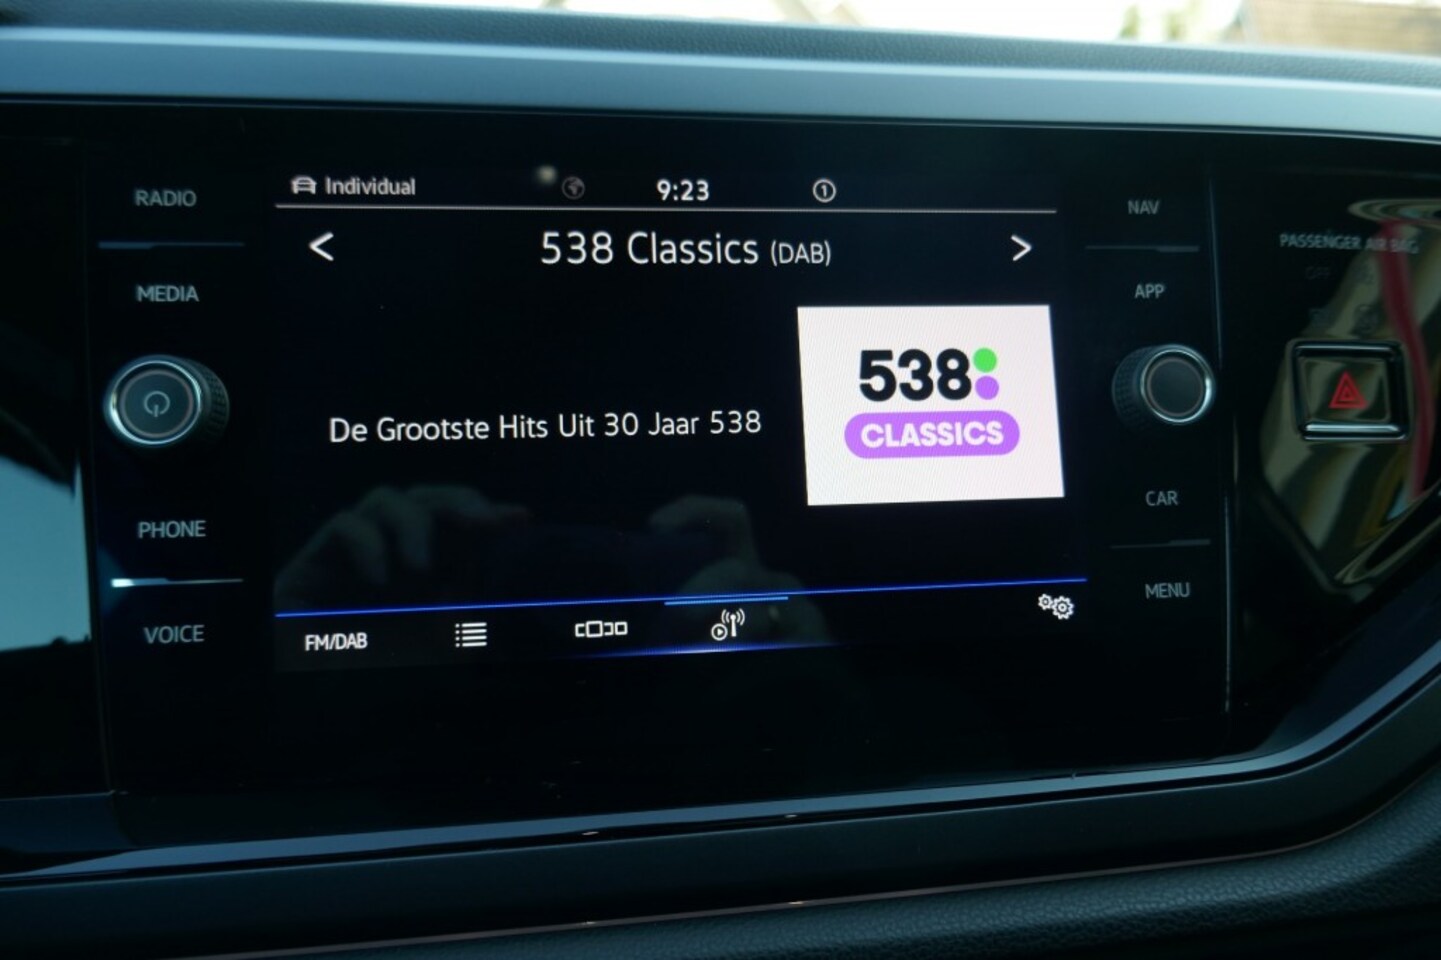 RADIO
MEDIA
PHONE
VOICE
Individual
9:23
1
< 538 Classics (DAB) >
De Grootste Hits Uit 30 Jaar 538
538
CLASSICS
FM/DAB
NAV
APP
CAR
MENU
PASSENGER AIR BAG